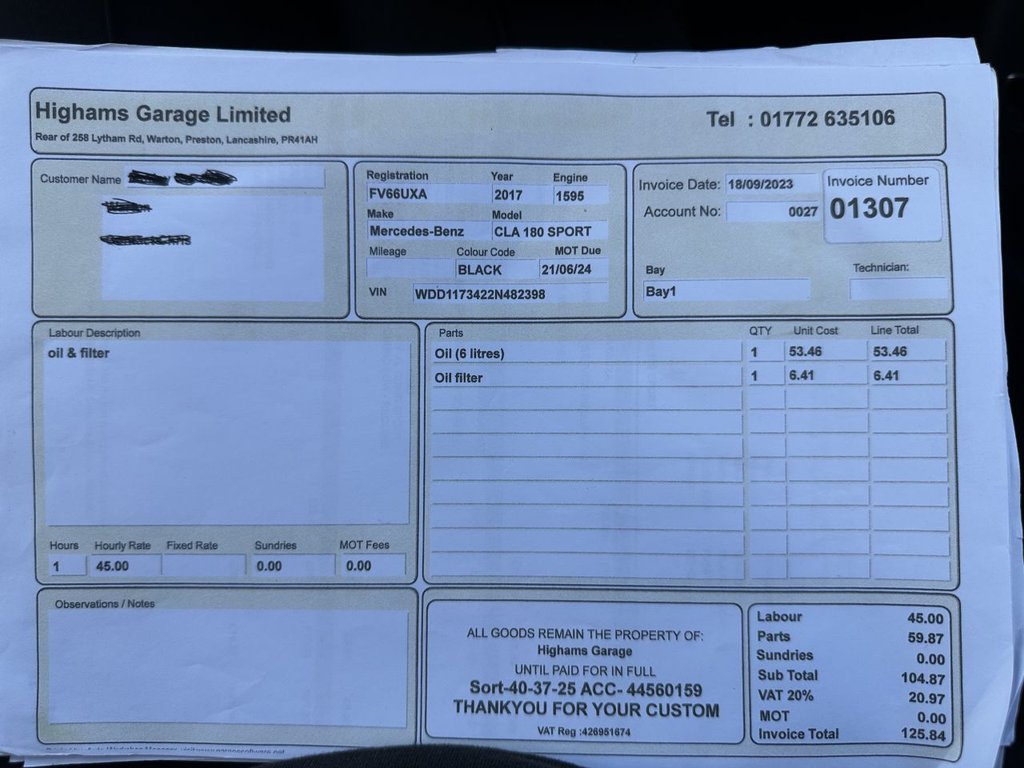 Highams Garage Limited
Tel : 01772 635106
Rear of 258 Lytham Rd, Warton, Preston, Lancashire, PR41AH
Customer Name
Registration Year Engine
FV66UXA 2017 1595
Make Model
Mercedes-Benz CLA 180 SPORT
Mileage Colour Code MOT Due
BLACK 21/06/24
VIN WDD1173422N482398
Invoice Date: 18/09/2023
Account No: 0027
Invoice Number
01307
Bay Technician:
Bay1
Labour Description
oil & filter
Hours Hourly Rate Fixed Rate Sundries MOT Fees
1 45.00 0.00 0.00
Parts QTY Unit Cost Line Total
Oil (6 litres) 1 53.46 53.46
Oil filter 1 6.41 6.41
Observations / Notes
ALL GOODS REMAIN THE PROPERTY OF:
Highams Garage
UNTIL PAID FOR IN FULL
Sort-40-37-25 ACC- 44560159
THANKYOU FOR YOUR CUSTOM
VAT Reg :426951674
Labour 45.00
Parts 59.87
Sundries 0.00
Sub Total 104.87
VAT 20% 20.97
MOT 0.00
Invoice Total 125.84